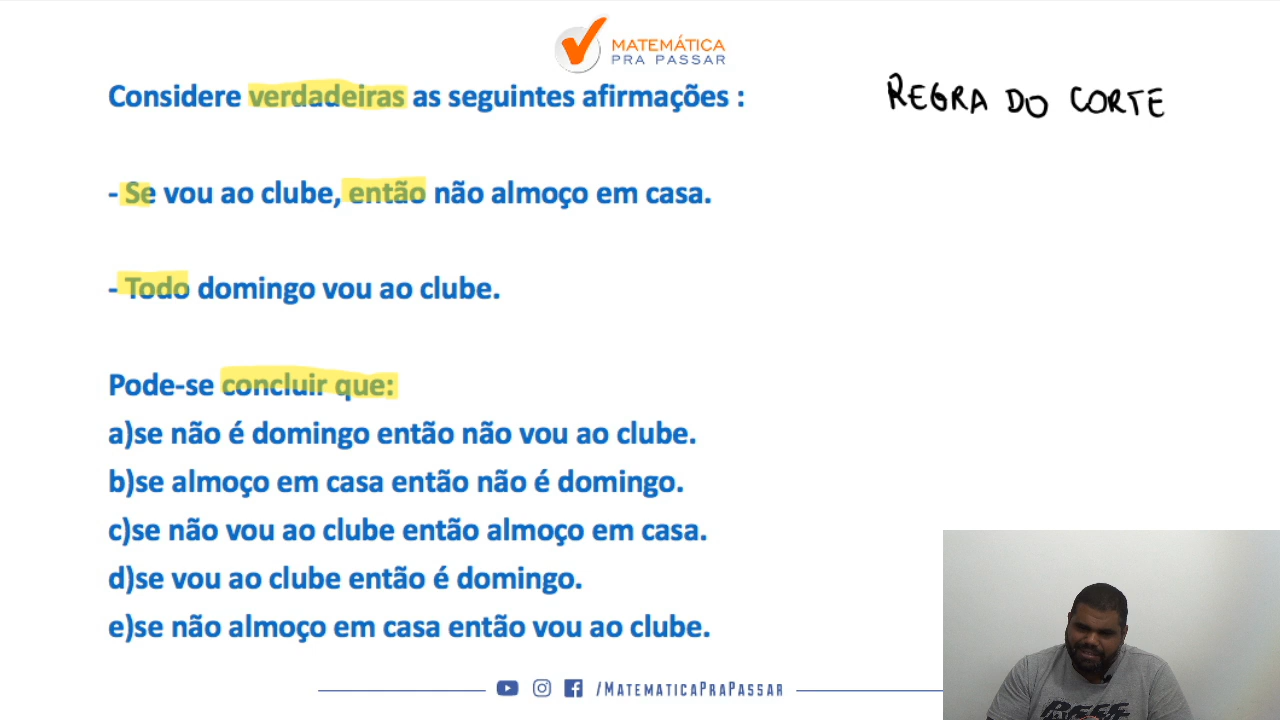 MATEMÁTICA
PRA PASSAR
Considere verdadeiras as seguintes afirmações :
REGRA DO CORTE
- Se vou ao clube, então não almoço em casa.
- Todo domingo vou ao clube.
Pode-se concluir que:
a)se não é domingo então não vou ao clube.
b)se almoço em casa então não é domingo.
c)se não vou ao clube então almoço em casa.
d)se vou ao clube então é domingo.
e)se não almoço em casa então vou ao clube.
/MATEMATICAPRAPASSAR